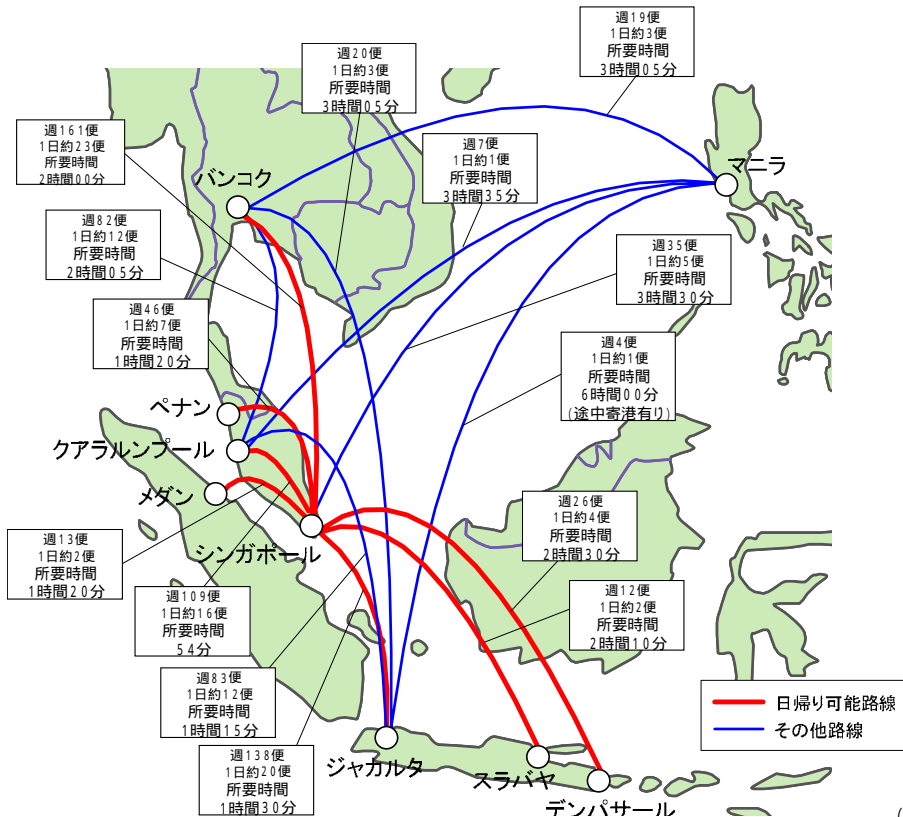 週19便
1日約3便
所要時間
3時間05分
週20便
1日約3便
所要時間
3時間05分
週161便
1日約23便
所要時間
2時間00分
週7便
1日約1便
所要時間
3時間35分
マニラ
バンコク
週82便
1日約12便
所要時間
2時間05分
週35便
1日約5便
所要時間
3時間30分
週46便
1日約7便
所要時間
1時間20分
週4便
1日約1便
所要時間
6時間00分
(途中寄港有り)
ペナン
クアラルンプール
メダン
シンガポール
週26便
1日約4便
所要時間
2時間30分
週13便
1日約2便
所要時間
1時間20分
週109便
1日約16便
所要時間
54分
週12便
1日約2便
所要時間
2時間10分
週83便
1日約12便
所要時間
1時間15分
日帰り可能路線
その他路線
週138便
1日約20便
所要時間
1時間30分
ジャカルタ
スラバヤ
デンパサール
(